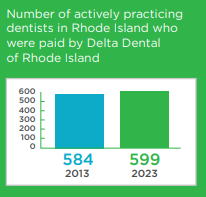 Number of actively practicing
dentists in Rhode Island who
were paid by Delta Dental
of Rhode Island
600
500
400
300
200
100
0
584
2013
599
2023